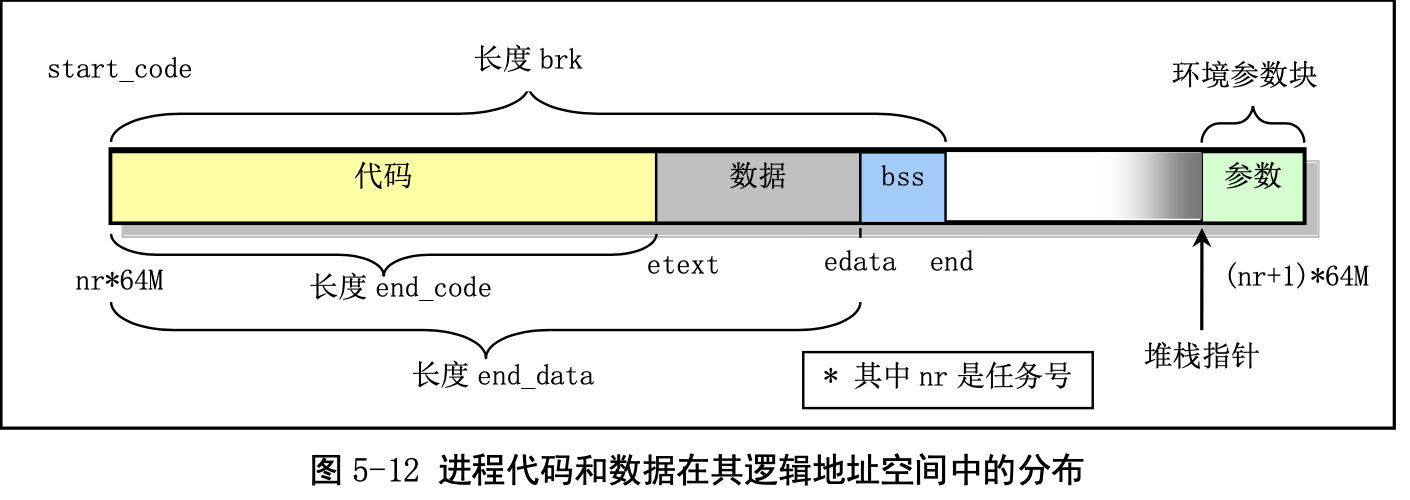 长度 brk
start_code
环境参数块
代码
数据
bss
参数
nr*64M
长度 end_code
etext
edata
end
(nr+1)*64M
长度 end_data
* 其中 nr 是任务号
堆栈指针
图 5-12 进程代码和数据在其逻辑地址空间中的分布